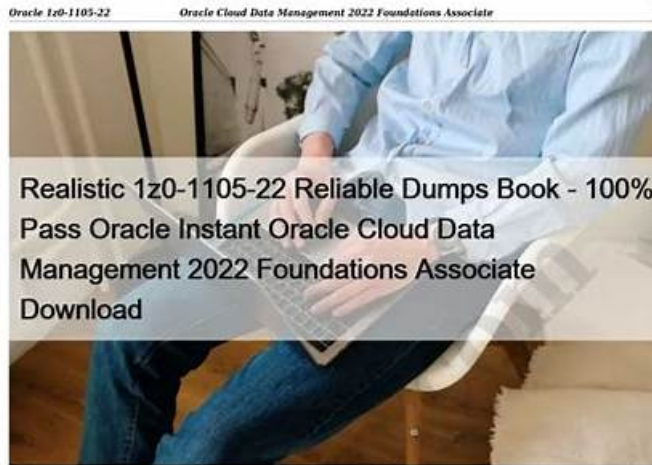 Oracle 1z0-1105-22 Oracle Cloud Data Management 2022 Foundations Associate
Realistic 1z0-1105-22 Reliable Dumps Book - 100%
Pass Oracle Instant Oracle Cloud Data
Management 2022 Foundations Associate
Download